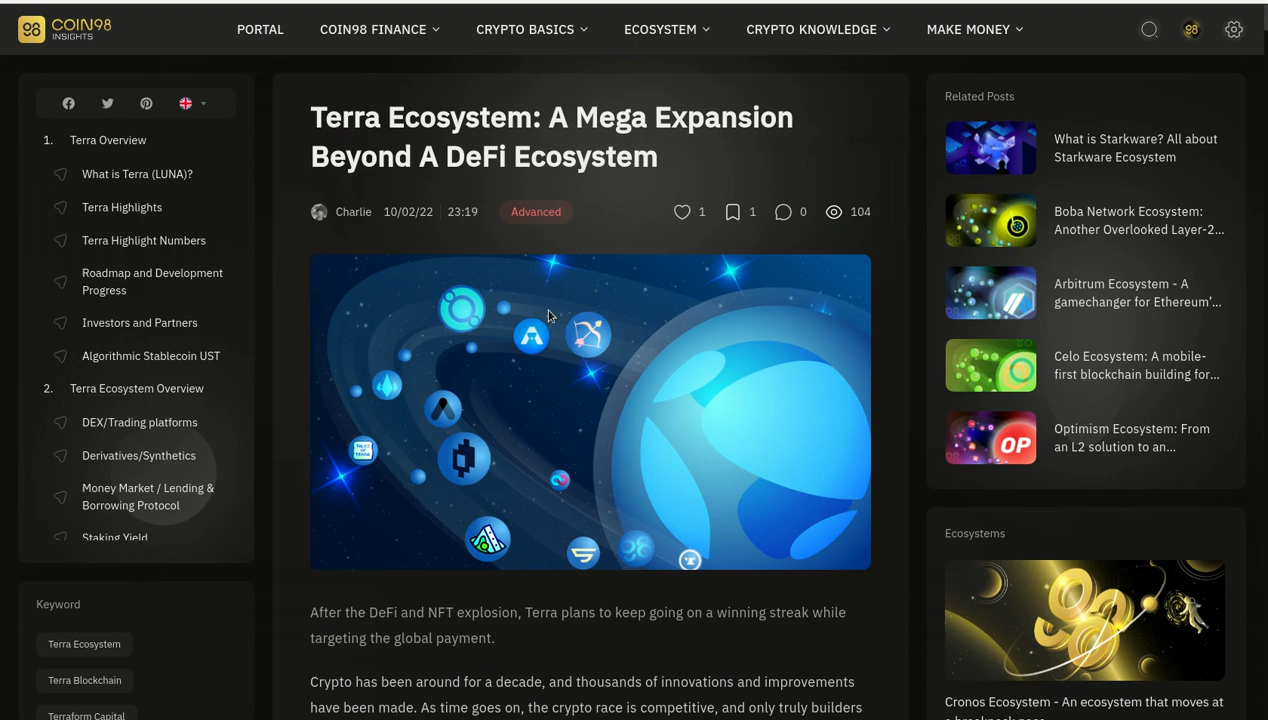 COIN98
INSIGHTS
PORTAL
COIN98 FINANCE
CRYPTO BASICS
ECOSYSTEM
CRYPTO KNOWLEDGE
MAKE MONEY
1. Terra Overview
What is Terra (LUNA)?
Terra Highlights
Terra Highlight Numbers
Roadmap and Development
Progress
Investors and Partners
Algorithmic Stablecoin UST
2. Terra Ecosystem Overview
DEX/Trading platforms
Derivatives/Synthetics
Money Market / Lending &
Borrowing Protocol
Staking Yield
Keyword
Terra Ecosystem
Terra Blockchain
Terraform Capital
Terra Ecosystem: A Mega Expansion
Beyond A DeFi Ecosystem
Charlie 10/02/22 23:19 Advanced 1 1 0 104
After the DeFi and NFT explosion, Terra plans to keep going on a winning streak while
targeting the global payment.
Crypto has been around for a decade, and thousands of innovations and improvements
have been made. As time goes on, the crypto race is competitive, and only truly builders
Related Posts
What is Starkware? All about
Starkware Ecosystem
Boba Network Ecosystem:
Another Overlooked Layer-2...
Arbitrum Ecosystem - A
gamechanger for Ethereum'...
Celo Ecosystem: A mobile-
first blockchain building for...
OP
Optimism Ecosystem: From
an L2 solution to an...
Ecosystems
Cronos Ecosystem - An ecosystem that moves at